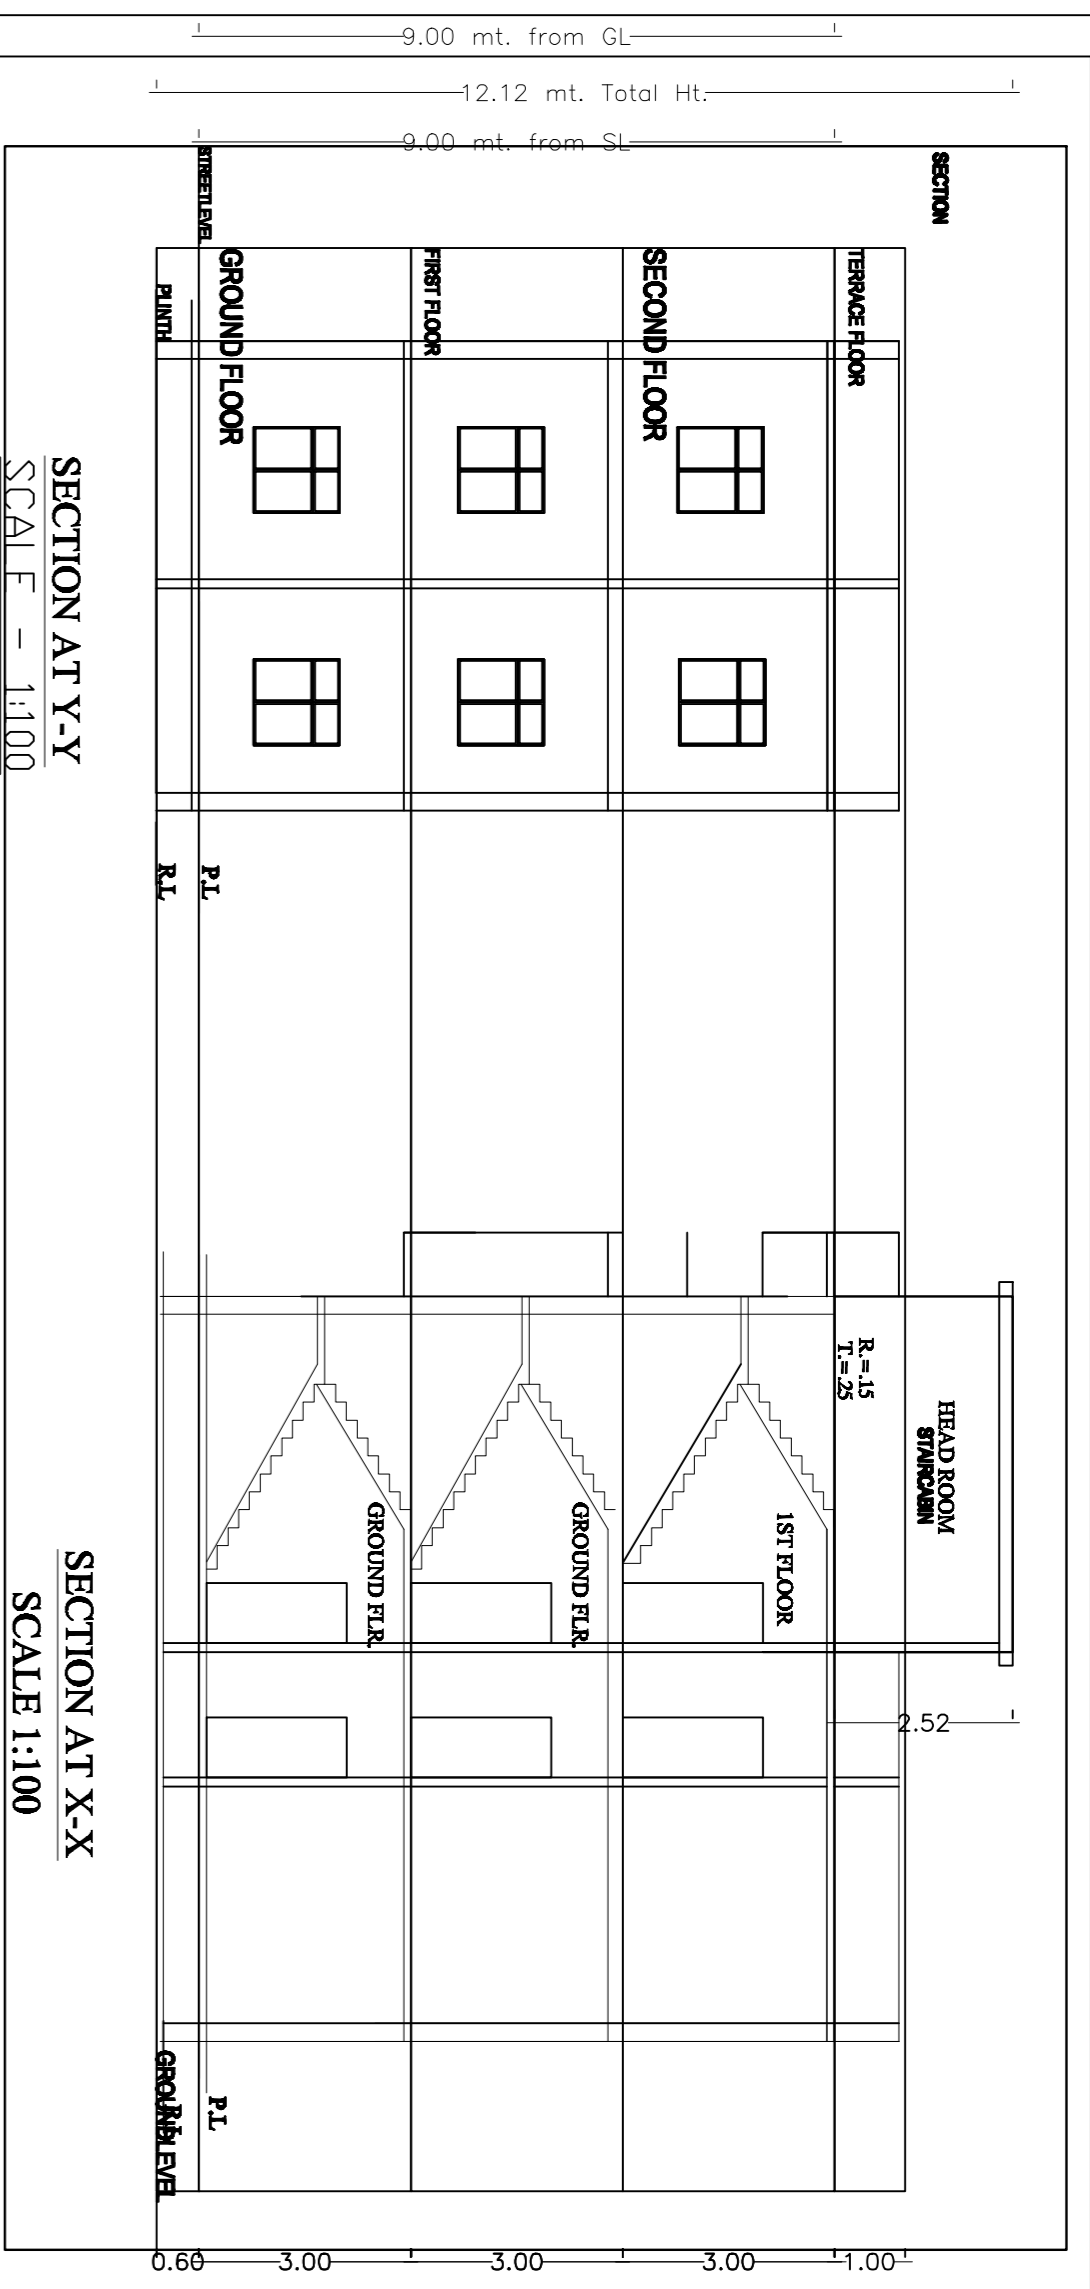 9.00 mt. from GL
12.12 mt. Total Ht.
9.00 mt. from SL
SECTION
TERRACE FLOOR
SECOND FLOOR
FIRST FLOOR
GROUND FLOOR
STREETLEVEL
PLINTH
P.L
R.L
SECTION AT Y-Y
SCALE - 1:100
HEAD ROOM
STAIRCABIN
R.=.15
T.=.25
1ST FLOOR
GROUND FLR.
GROUND FLR.
2.52
P.L
R.L
GROUNDLEVEL
SECTION AT X-X
SCALE 1:100
0.60
3.00
3.00
3.00
1.00